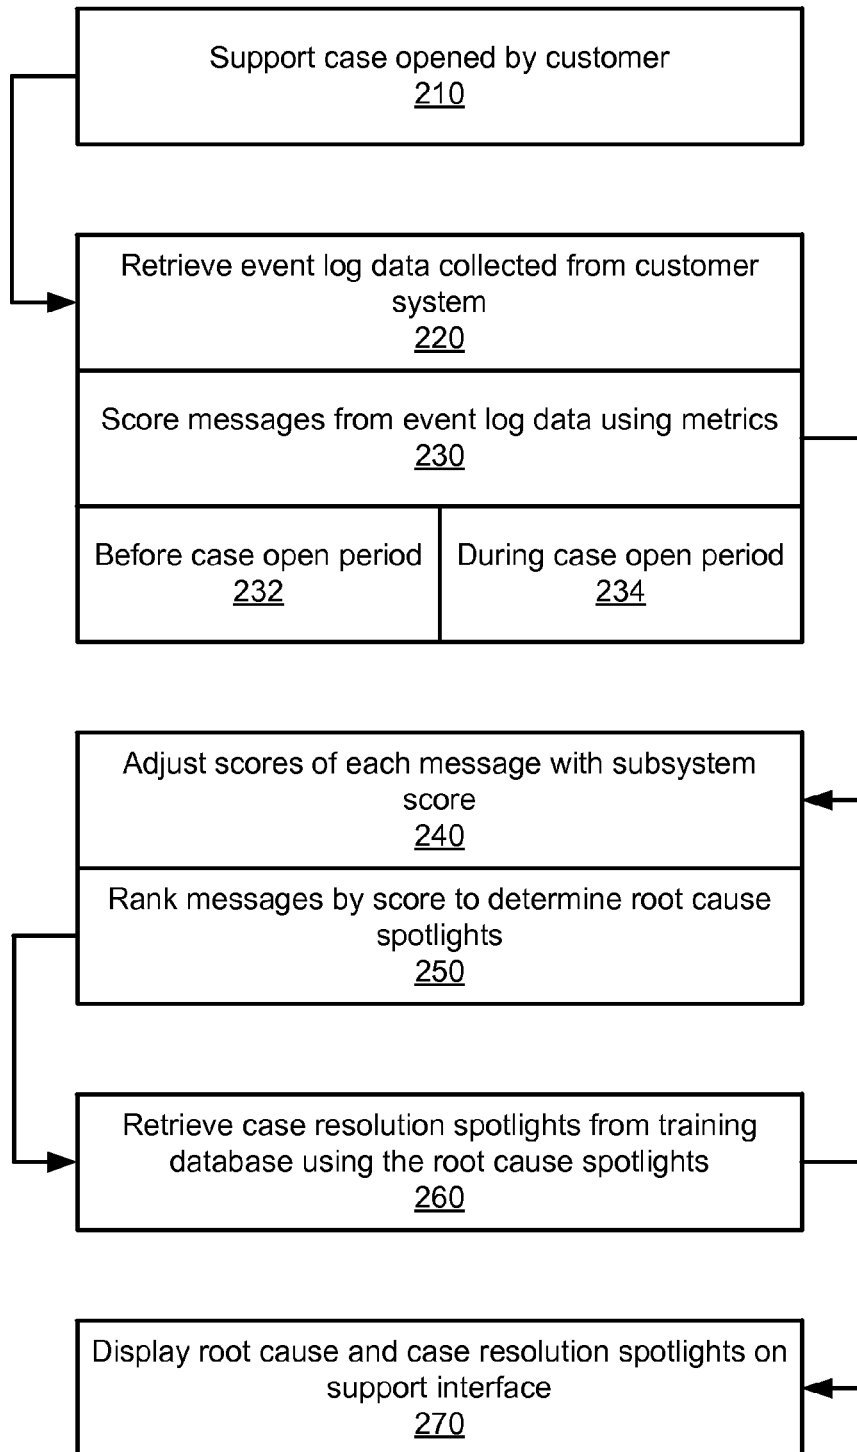 Support case opened by customer
210
Retrieve event log data collected from customer
system
220
Score messages from event log data using metrics
230
Before case open period
232
During case open period
234
Adjust scores of each message with subsystem
score
240
Rank messages by score to determine root cause
spotlights
250
Retrieve case resolution spotlights from training
database using the root cause spotlights
260
Display root cause and case resolution spotlights on
support interface
270